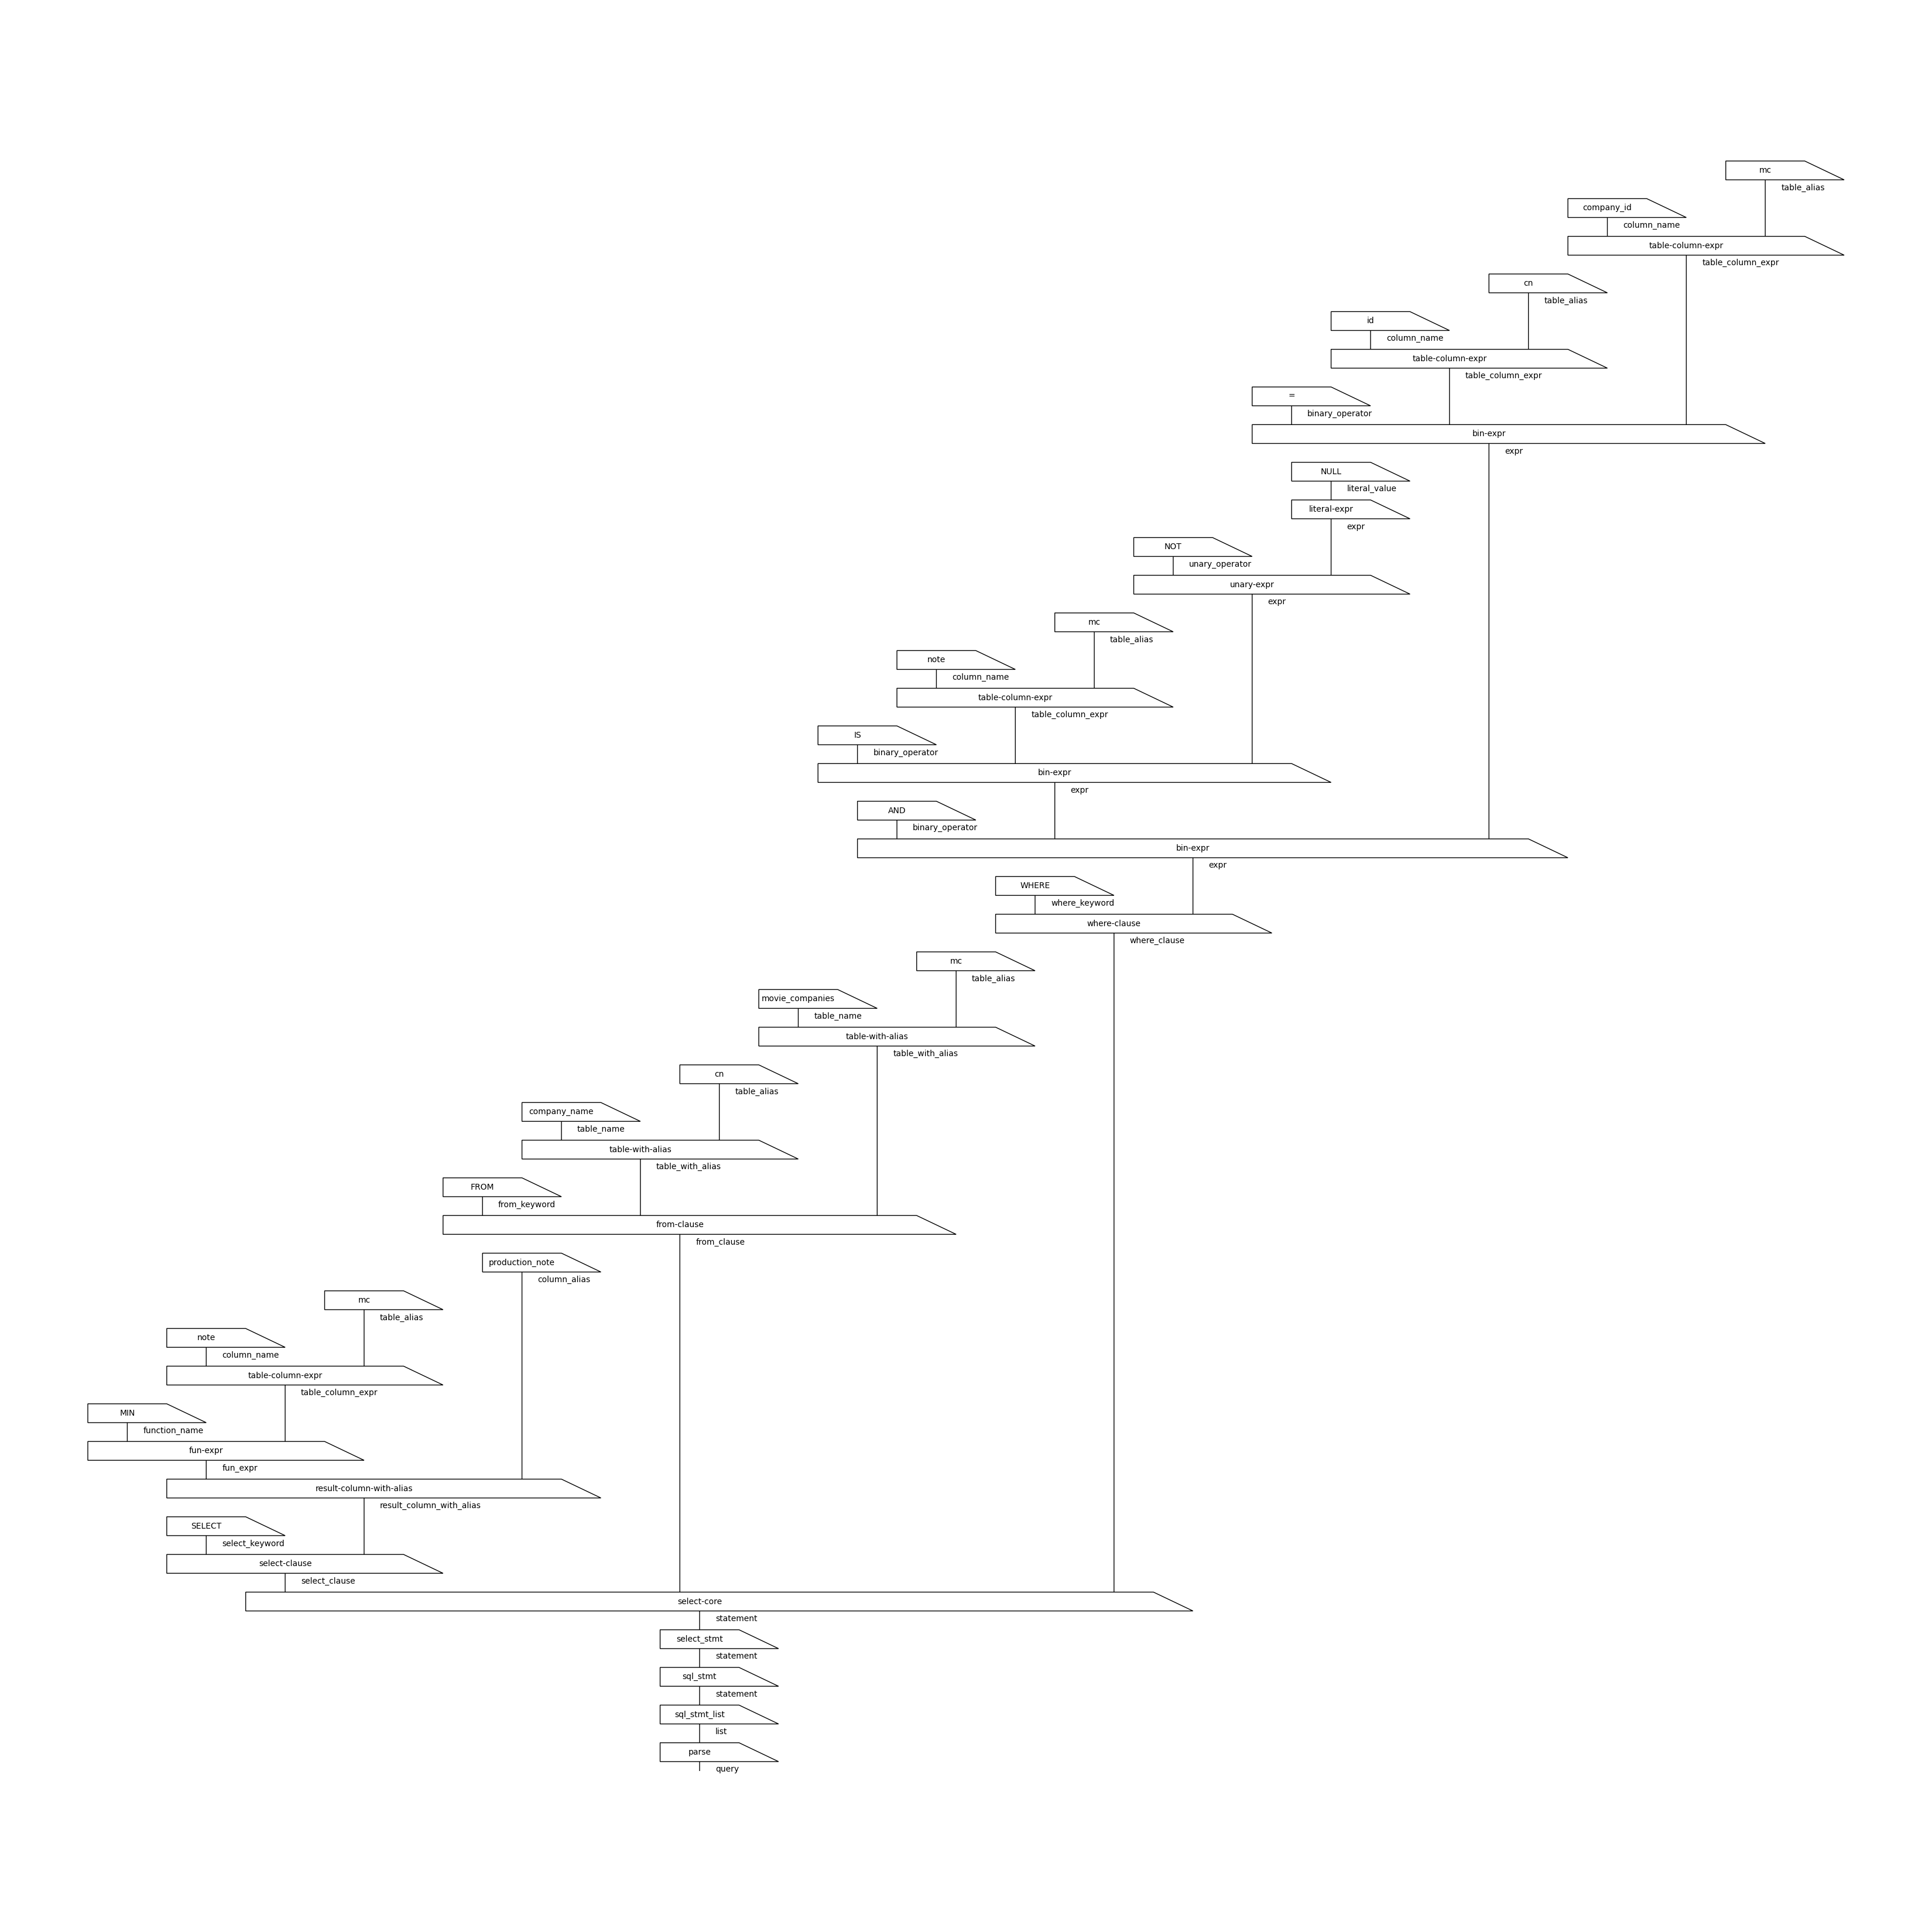 mc
table_alias
company_id
column_name
table-column-expr
table_column_expr
cn
table_alias
id
column_name
table-column-expr
table_column_expr
=
binary_operator
bin-expr
expr
NULL
literal_value
literal-expr
expr
NOT
unary_operator
unary-expr
expr
mc
table_alias
note
column_name
table-column-expr
table_column_expr
IS
binary_operator
bin-expr
expr
AND
binary_operator
bin-expr
expr
WHERE
where_keyword
where-clause
where_clause
mc
table_alias
movie_companies
table_name
table-with-alias
table_with_alias
cn
table_alias
company_name
table_name
table-with-alias
table_with_alias
FROM
from_keyword
from-clause
from_clause
production_note
column_alias
mc
table_alias
note
column_name
table-column-expr
table_column_expr
MIN
function_name
fun-expr
fun_expr
result-column-with-alias
result_column_with_alias
SELECT
select_keyword
select-clause
select_clause
select-core
statement
select_stmt
statement
sql_stmt
statement
sql_stmt_list
list
parse
query